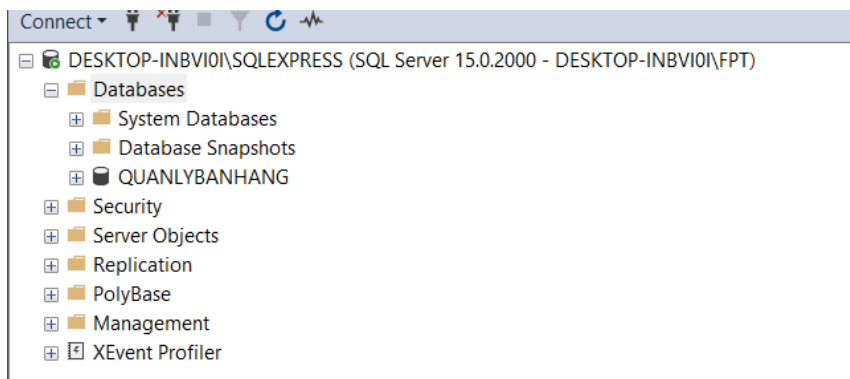 Connect
DESKTOP-INBVI0I\SQLEXPRESS (SQL Server 15.0.2000 - DESKTOP-INBVI0I\FPT)
Databases
System Databases
Database Snapshots
QUANLYBANHANG
Security
Server Objects
Replication
PolyBase
Management
XEvent Profiler